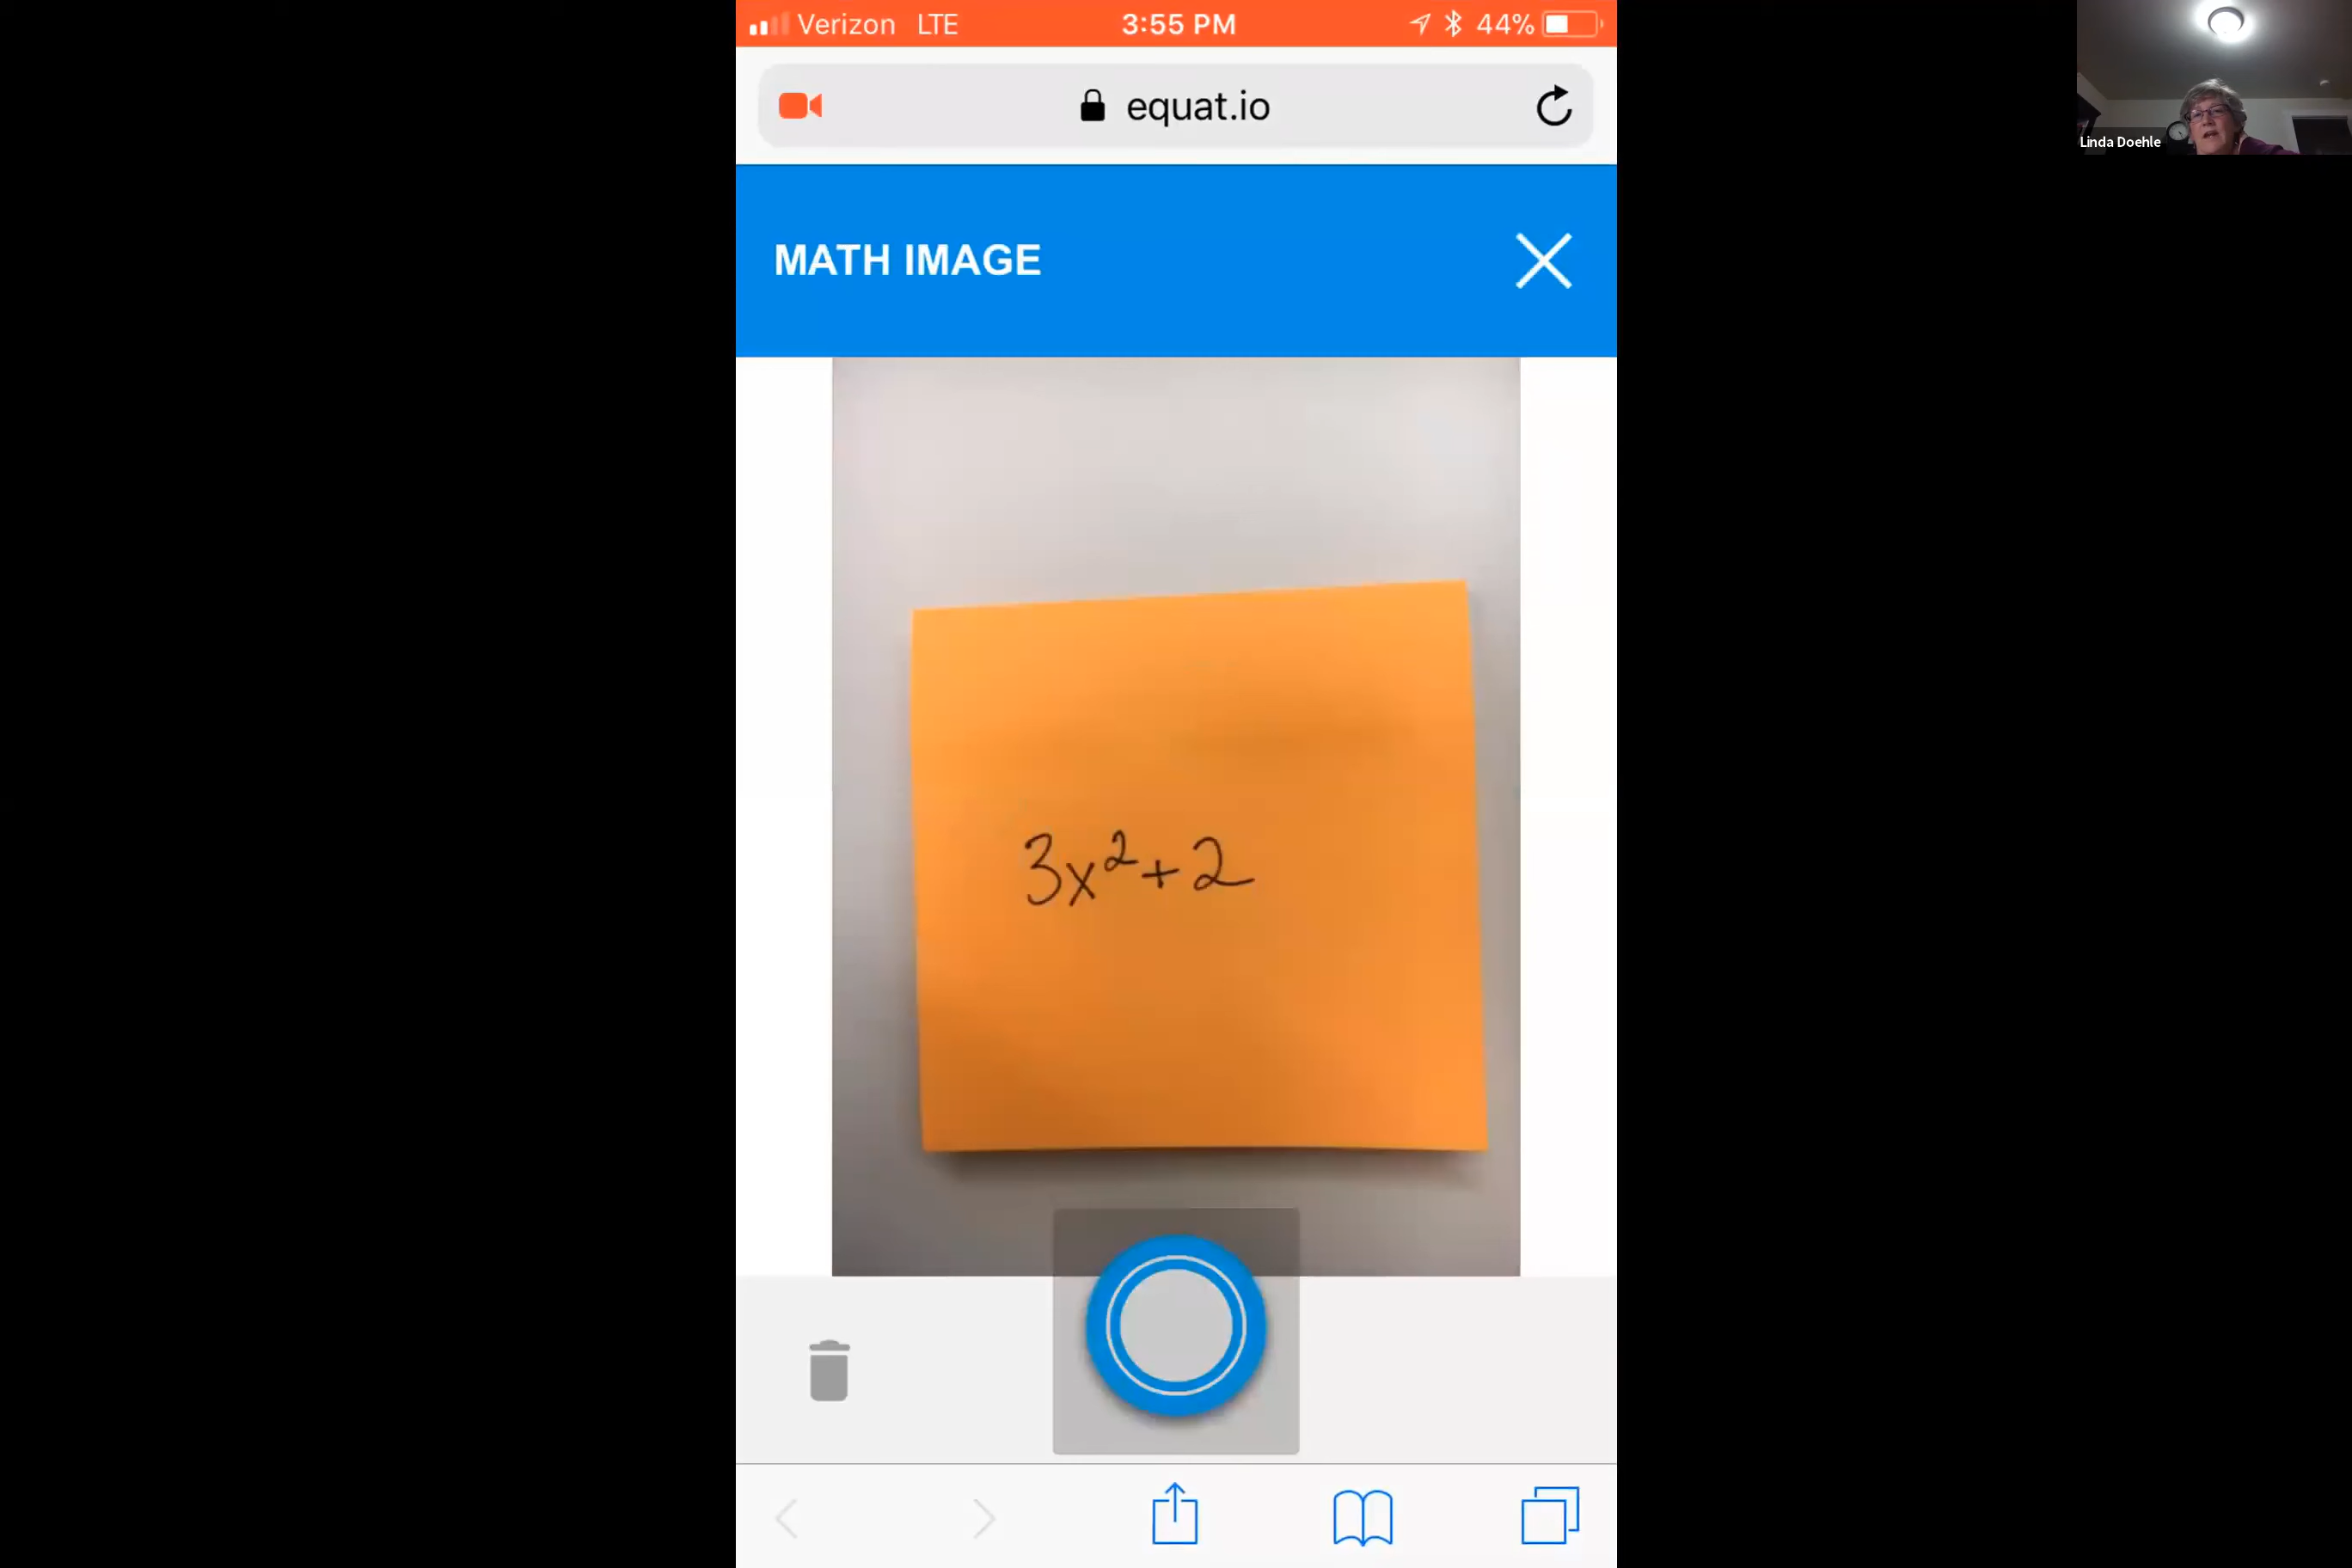 Verizon LTE 3:55 PM 44%
equat.io
Linda Doehle
MATH IMAGE
3x²+2